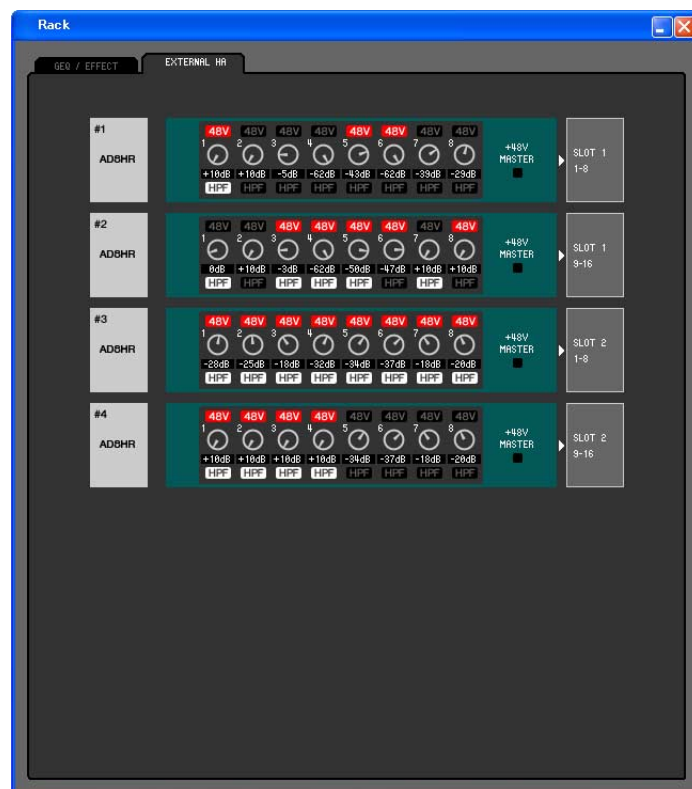 Rack
GEQ / EFFECT EXTERNAL HA
#1
AD8HR
48V 48V 48V 48V 48V 48V 48V 48V
1 2 3 4 5 6 7 8
+10dB +10dB -5dB -62dB -43dB -62dB -39dB -29dB
HPF HPF HPF HPF HPF HPF HPF HPF
+48V
MASTER
SLOT 1
1-8
#2
AD8HR
48V 48V 48V 48V 48V 48V 48V 48V
1 2 3 4 5 6 7 8
0dB +10dB -3dB -62dB -50dB -47dB +10dB +10dB
HPF HPF HPF HPF HPF HPF HPF HPF
+48V
MASTER
SLOT 1
9-16
#3
AD8HR
48V 48V 48V 48V 48V 48V 48V 48V
1 2 3 4 5 6 7 8
-28dB -25dB -18dB -32dB -34dB -37dB -18dB -20dB
HPF HPF HPF HPF HPF HPF HPF HPF
+48V
MASTER
SLOT 2
1-8
#4
AD8HR
48V 48V 48V 48V 48V 48V 48V 48V
1 2 3 4 5 6 7 8
+10dB +10dB +10dB +10dB -34dB -37dB -18dB -20dB
HPF HPF HPF HPF HPF HPF HPF HPF
+48V
MASTER
SLOT 2
9-16